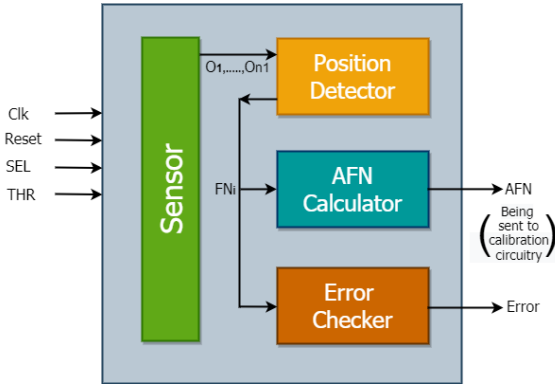 Clk
Reset
SEL
THR
Sensor
O1,.....,On1
Position
Detector
FNi
AFN
Calculator
AFN
(Being
sent to
calibration
circuitry)
Error
Checker
Error